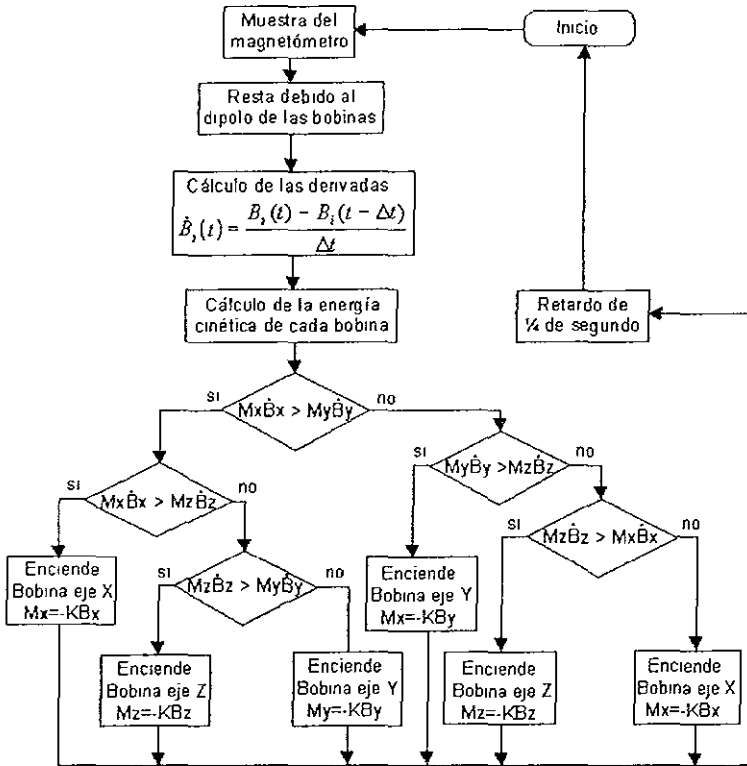 Muestra del
magnetómetro
Inicio
Resta debido al
dipolo de las bobinas
Cálculo de las derivadas
Ḃᵢ(t) = (Bᵢ(t) − Bᵢ(t − Δt)) / Δt
Cálculo de la energía
cinética de cada bobina
Retardo de
¼ de segundo
si
MxḂx > MyḂy
no
si
MyḂy >MzḂz
no
si
MxḂx > MzḂz
no
si
MzḂz > MxḂx
no
Enciende
Bobina eje X
Mx=-KBx
si
MzḂz > MyḂy
no
Enciende
Bobina eje Y
Mx=-KBy
Enciende
Bobina eje Z
Mz=-KBz
Enciende
Bobina eje Y
My=-KBy
Enciende
Bobina eje Z
Mz=-KBz
Enciende
Bobina eje X
Mx=-KBx